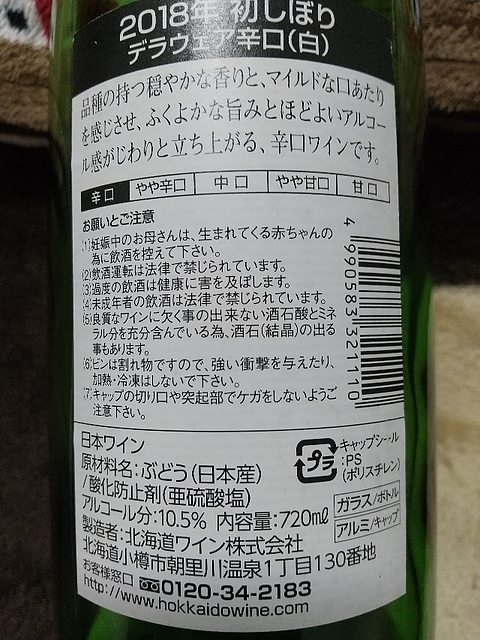 2018年 初しぼり
デラウェア辛口(白)
品種の持つ穏やかな香りと、マイルドな口あたり
を感じさせ、ふくよかな旨みとほどよいアルコー
ル感がじわりと立ち上がる、辛口ワインです。
辛口 やや辛口 中口 やや甘口 甘口
お願いとご注意
(1)妊娠中のお母さんは、生まれてくる赤ちゃんの
為に飲酒を控えて下さい。
(2)飲酒運転は法律で禁じられています。
(3)過度の飲酒は健康に害を及ぼします。
(4)未成年者の飲酒は法律で禁じられています。
(5)良質なワインに欠く事の出来ない酒石酸とミネ
ラル分を充分含んでいる為、酒石(結晶)の出る
事もあります。
(6)ビンは割れ物ですので、強い衝撃を与えたり、
加熱・冷凍はしないで下さい。
(7)キャップの切り口や突起部でケガをしないようご
注意下さい。
4 990583 321110
日本ワイン
原材料名:ぶどう(日本産)
/酸化防止剤(亜硫酸塩)
アルコール分:10.5% 内容量:720mℓ
製造者:北海道ワイン株式会社
北海道小樽市朝里川温泉1丁目130番地
お客様窓口 0120-34-2183
http://www.hokkaidowine.com
プラ
キャップシール
:PS
(ポリスチレン)
ガラス/ボトル
アルミ/キャップ